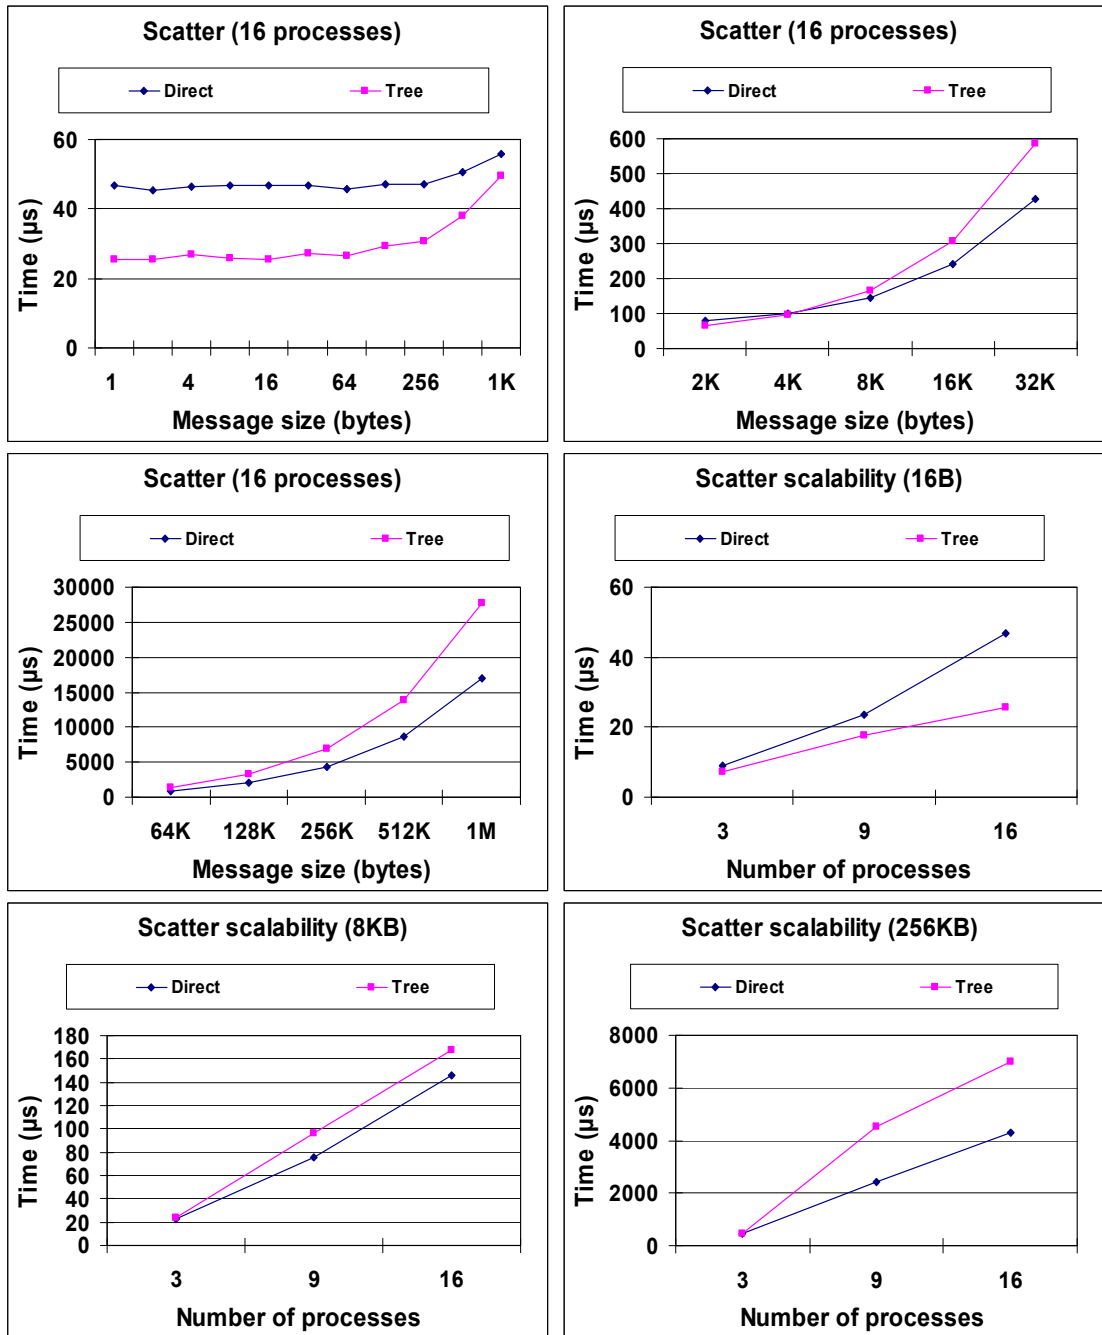 Scatter (16 processes)
Direct Tree
60
40
20
0
Time (µs)
1 4 16 64 256 1K
Message size (bytes)
Scatter (16 processes)
Direct Tree
600
500
400
300
200
100
0
Time (µs)
2K 4K 8K 16K 32K
Message size (bytes)
Scatter (16 processes)
Direct Tree
30000
25000
20000
15000
10000
5000
0
Time (µs)
64K 128K 256K 512K 1M
Message size (bytes)
Scatter scalability (16B)
Direct Tree
60
40
20
0
Time (µs)
3 9 16
Number of processes
Scatter scalability (8KB)
Direct Tree
180
160
140
120
100
80
60
40
20
0
Time (µs)
3 9 16
Number of processes
Scatter scalability (256KB)
Direct Tree
8000
6000
4000
2000
0
Time (µs)
3 9 16
Number of processes